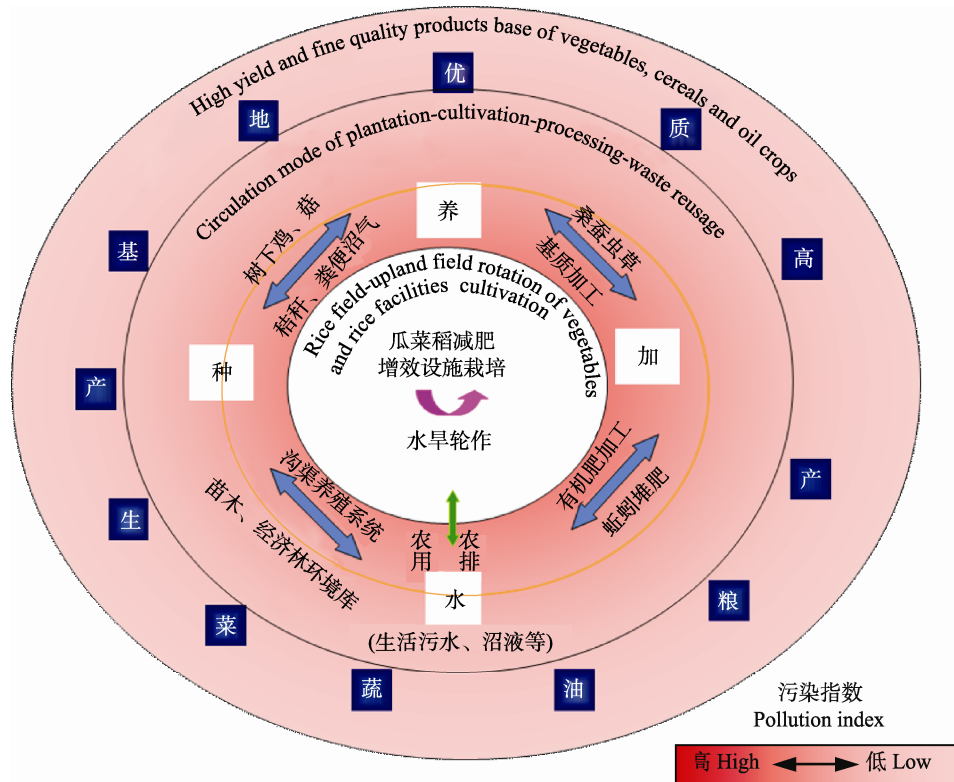 High yield and fine quality products base of vegetables, cereals and oil crops
优
质
高
产
粮
油
蔬
菜
生
产
基
地
Circulation mode of plantation-cultivation-processing-waste reusage
养
树下鸡、菇
秸秆、粪便沼气
桑蚕虫草
基质加工
种
加
Rice field-upland field rotation of vegetables
and rice facilities cultivation
瓜菜稻减肥
增效设施栽培
水旱轮作
沟渠养殖系统
苗木、经济林环境库
有机肥加工
蚯蚓堆肥
农用
农排
水
(生活污水、沼液等)
污染指数
Pollution index
高 High
低 Low